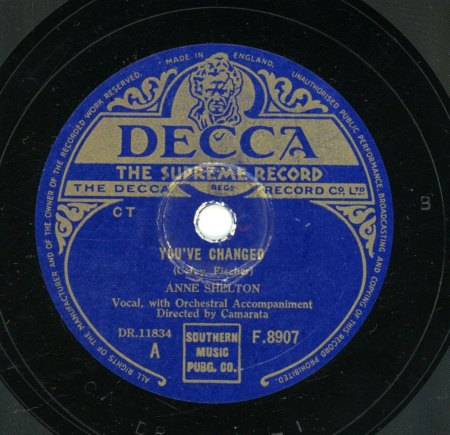 ALL RIGHTS OF THE MANUFACTURER AND OF THE OWNER OF THE RECORDED WORK RESERVED.
MADE IN ENGLAND.
UNAUTHORISED PUBLIC PERFORMANCE, BROADCASTING AND COPYING OF THIS RECORD PROHIBITED.
DECCA
THE SUPREME RECORD
THE DECCA REGD RECORD CO. LTD
CT
YOU'VE CHANGED
(Carey, Fischer)
ANNE SHELTON
Vocal, with Orchestral Accompaniment
Directed by Camarata
DR.11834
A
SOUTHERN
MUSIC
PUBG. CO.
F.8907
B